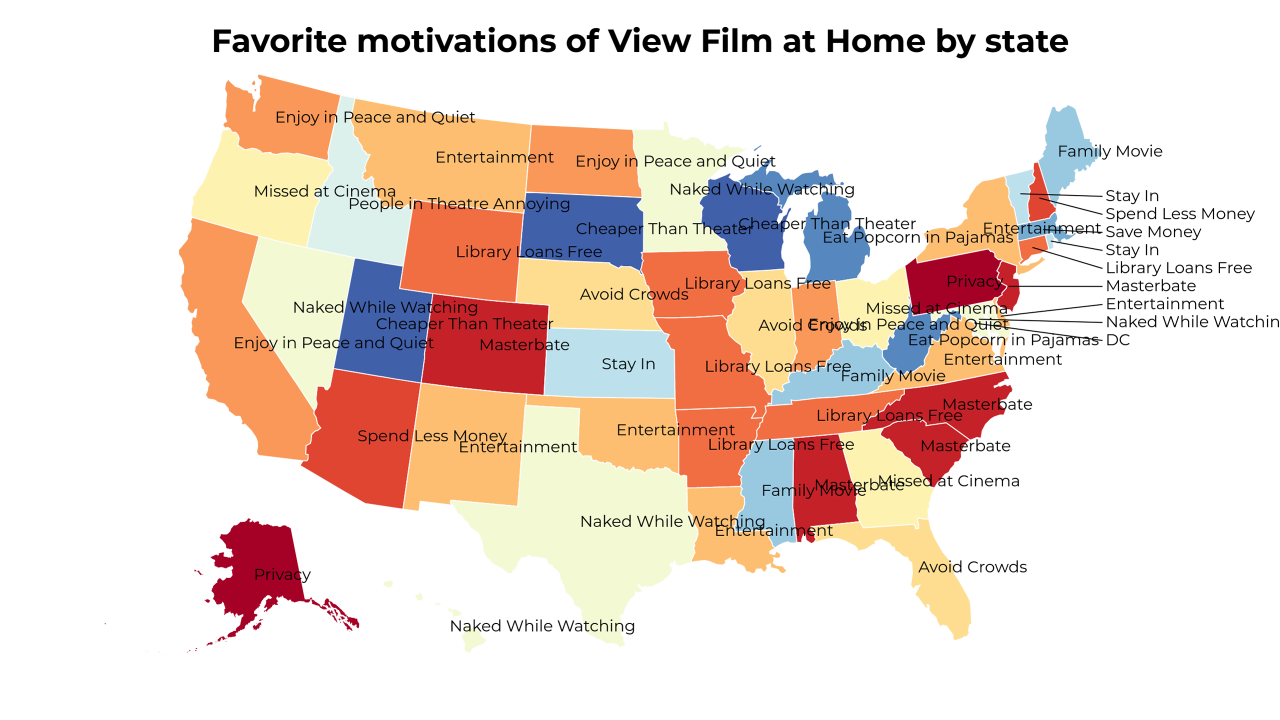 Favorite motivations of View Film at Home by state
Enjoy in Peace and Quiet
Family Movie
Entertainment
Enjoy in Peace and Quiet
Missed at Cinema
Naked While Watching
Stay In
People in Theatre Annoying
Spend Less Money
Cheaper Than Theater
Cheaper Than Theater
Entertainment
Save Money
Eat Popcorn in Pajamas
Library Loans Free
Stay In
Library Loans Free
Library Loans Free
Privacy
Masterbate
Avoid Crowds
Naked While Watching
Missed at Cinema
Entertainment
Cheaper Than Theater
Avoid Crowds
Enjoy in Peace and Quiet
Naked While Watchin
Enjoy in Peace and Quiet
Masterbate
Eat Popcorn in Pajamas
DC
Entertainment
Stay In
Library Loans Free
Family Movie
Masterbate
Library Loans Free
Entertainment
Spend Less Money
Entertainment
Library Loans Free
Masterbate
Missed at Cinema
Masterbate
Family Movie
Naked While Watching
Entertainment
Avoid Crowds
Privacy
Naked While Watching